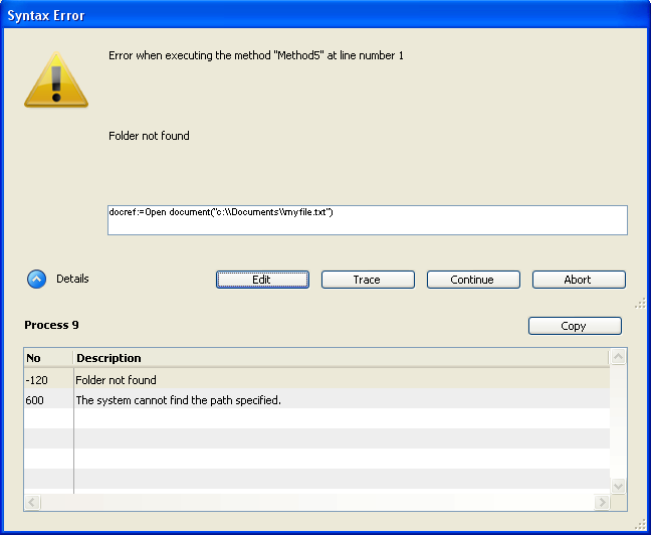 Syntax Error
Error when executing the method "Method5" at line number 1
Folder not found
docref:=Open document("c:\\Documents\\myfile.txt")
Details
Edit
Trace
Continue
Abort
Process 9
Copy
No Description
-120 Folder not found
600 The system cannot find the path specified.